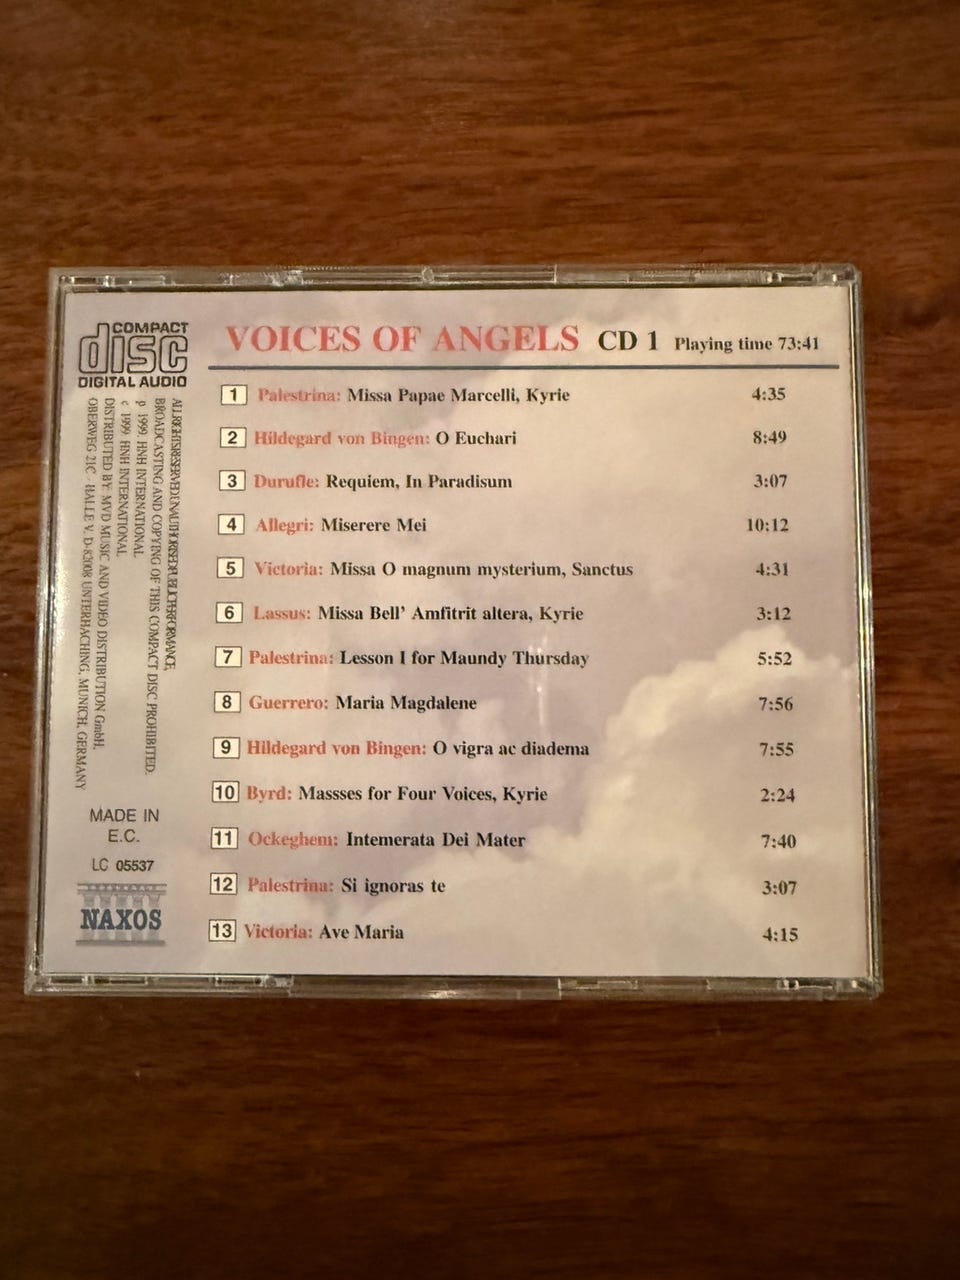 COMPACT
disc
DIGITAL AUDIO
VOICES OF ANGELS CD 1 Playing time 73:41
1 Palestrina: Missa Papae Marcelli, Kyrie 4:35
2 Hildegard von Bingen: O Euchari 8:49
3 Durufle: Requiem, In Paradisum 3:07
4 Allegri: Miserere Mei 10:12
5 Victoria: Missa O magnum mysterium, Sanctus 4:31
6 Lassus: Missa Bell' Amfitrit altera, Kyrie 3:12
7 Palestrina: Lesson I for Maundy Thursday 5:52
8 Guerrero: Maria Magdalene 7:56
9 Hildegard von Bingen: O vigra ac diadema 7:55
10 Byrd: Massses for Four Voices, Kyrie 2:24
11 Ockeghem: Intemerata Dei Mater 7:40
12 Palestrina: Si ignoras te 3:07
13 Victoria: Ave Maria 4:15
ALL RIGHTS RESERVED. UNAUTHORISED PUBLIC PERFORMANCE,
BROADCASTING AND COPYING OF THIS COMPACT DISC PROHIBITED.
p 1999 HNH INTERNATIONAL
c 1999 HNH INTERNATIONAL
DISTRIBUTED BY: MVD MUSIC AND VIDEO DISTRIBUTION GmbH,
OBERWEG 21C - HALLE V. D-82008 UNTERHACHING, MUNICH, GERMANY
MADE IN
E.C.
LC 05537
NAXOS